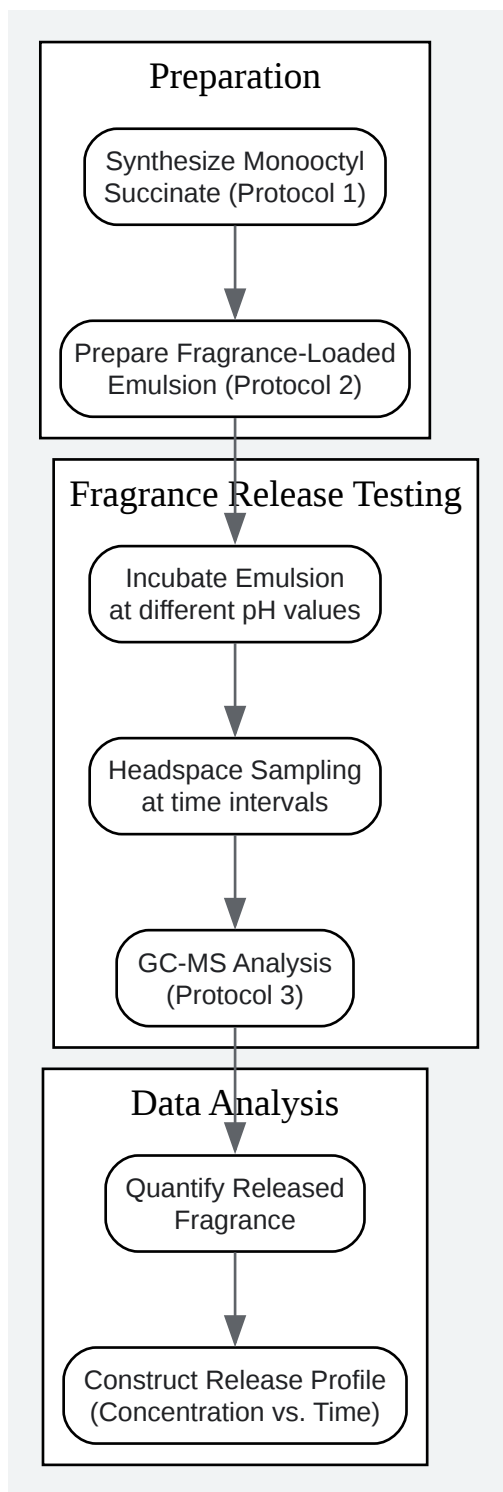 Preparation
Synthesize Monooctyl
Succinate (Protocol 1)
Prepare Fragrance-Loaded
Emulsion (Protocol 2)
Fragrance Release Testing
Incubate Emulsion
at different pH values
Headspace Sampling
at time intervals
GC-MS Analysis
(Protocol 3)
Data Analysis
Quantify Released
Fragrance
Construct Release Profile
(Concentration vs. Time)